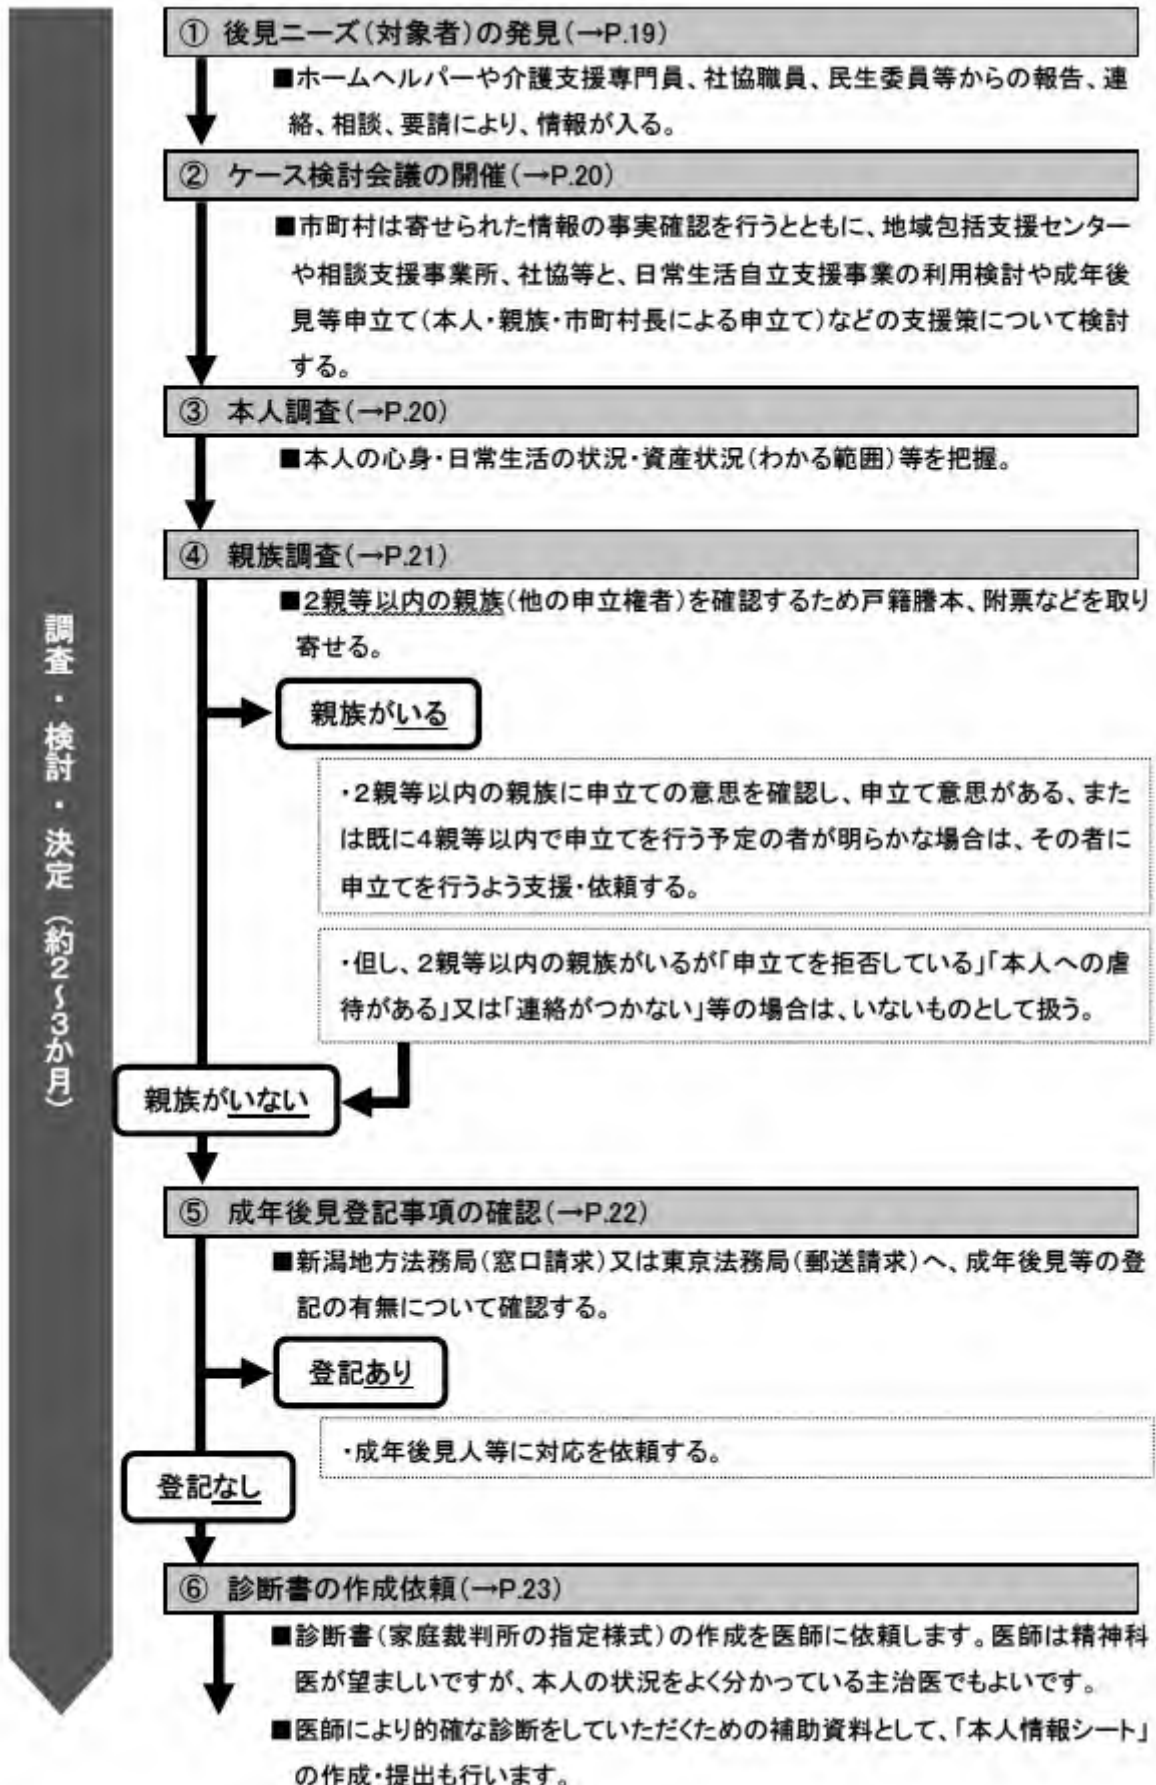 調査・検討・決定（約2～3か月）
① 後見ニーズ(対象者)の発見(→P.19)
■ホームヘルパーや介護支援専門員、社協職員、民生委員等からの報告、連
絡、相談、要請により、情報が入る。
② ケース検討会議の開催(→P.20)
■市町村は寄せられた情報の事実確認を行うとともに、地域包括支援センター
や相談支援事業所、社協等と、日常生活自立支援事業の利用検討や成年後
見等申立て(本人・親族・市町村長による申立て)などの支援策について検討
する。
③ 本人調査(→P.20)
■本人の心身・日常生活の状況・資産状況(わかる範囲)等を把握。
④ 親族調査(→P.21)
■2親等以内の親族(他の申立権者)を確認するため戸籍謄本、附票などを取り
寄せる。
親族がいる
・2親等以内の親族に申立ての意思を確認し、申立て意思がある、また
は既に4親等以内で申立てを行う予定の者が明らかな場合は、その者に
申立てを行うよう支援・依頼する。
・但し、2親等以内の親族がいるが「申立てを拒否している」「本人への虐
待がある」又は「連絡がつかない」等の場合は、いないものとして扱う。
親族がいない
⑤ 成年後見登記事項の確認(→P.22)
■新潟地方法務局(窓口請求)又は東京法務局(郵送請求)へ、成年後見等の登
記の有無について確認する。
登記あり
・成年後見人等に対応を依頼する。
登記なし
⑥ 診断書の作成依頼(→P.23)
■診断書(家庭裁判所の指定様式)の作成を医師に依頼します。医師は精神科
医が望ましいですが、本人の状況をよく分かっている主治医でもよいです。
■医師により的確な診断をしていただくための補助資料として、「本人情報シート」
の作成・提出も行います。